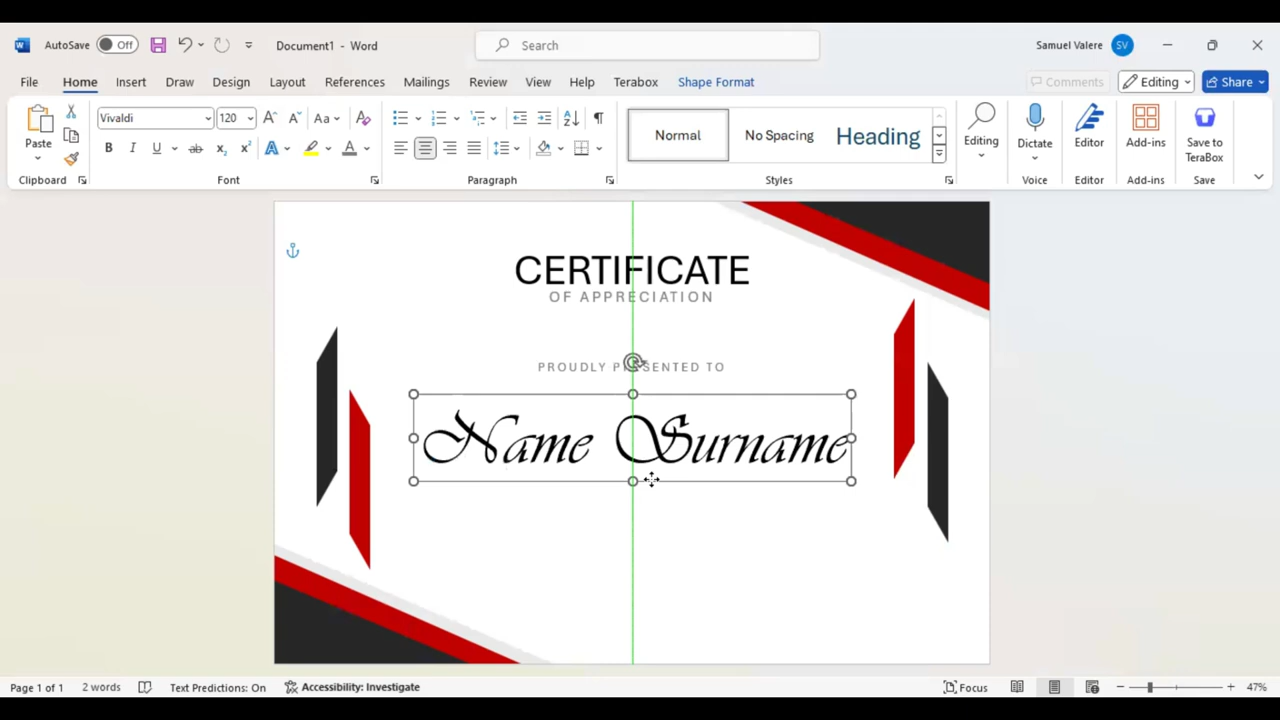 AutoSave Off Document1 - Word Search Samuel Valere SV
File Home Insert Draw Design Layout References Mailings Review View Help Terabox Shape Format Comments Editing Share
Vivaldi 120 Aa Normal No Spacing Heading
Paste Editing Dictate Editor Add-ins Save to TeraBox
Clipboard Font Paragraph Styles Voice Editor Add-ins Save
CERTIFICATE
OF APPRECIATION
PROUDLY PRESENTED TO
Name Surname
Page 1 of 1 2 words Text Predictions: On Accessibility: Investigate Focus 47%